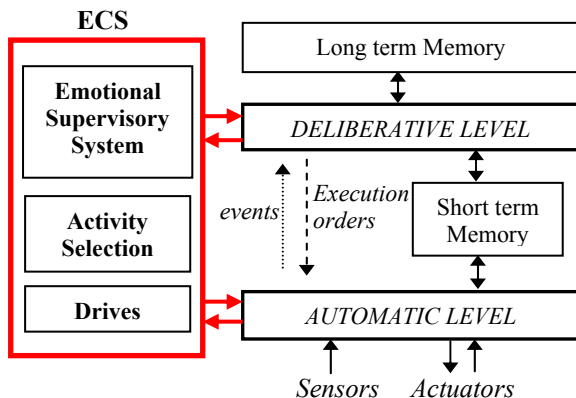 ECS
Emotional
Supervisory
System
Activity
Selection
Drives
Long term Memory
DELIBERATIVE LEVEL
events
Execution
orders
Short term
Memory
AUTOMATIC LEVEL
Sensors
Actuators